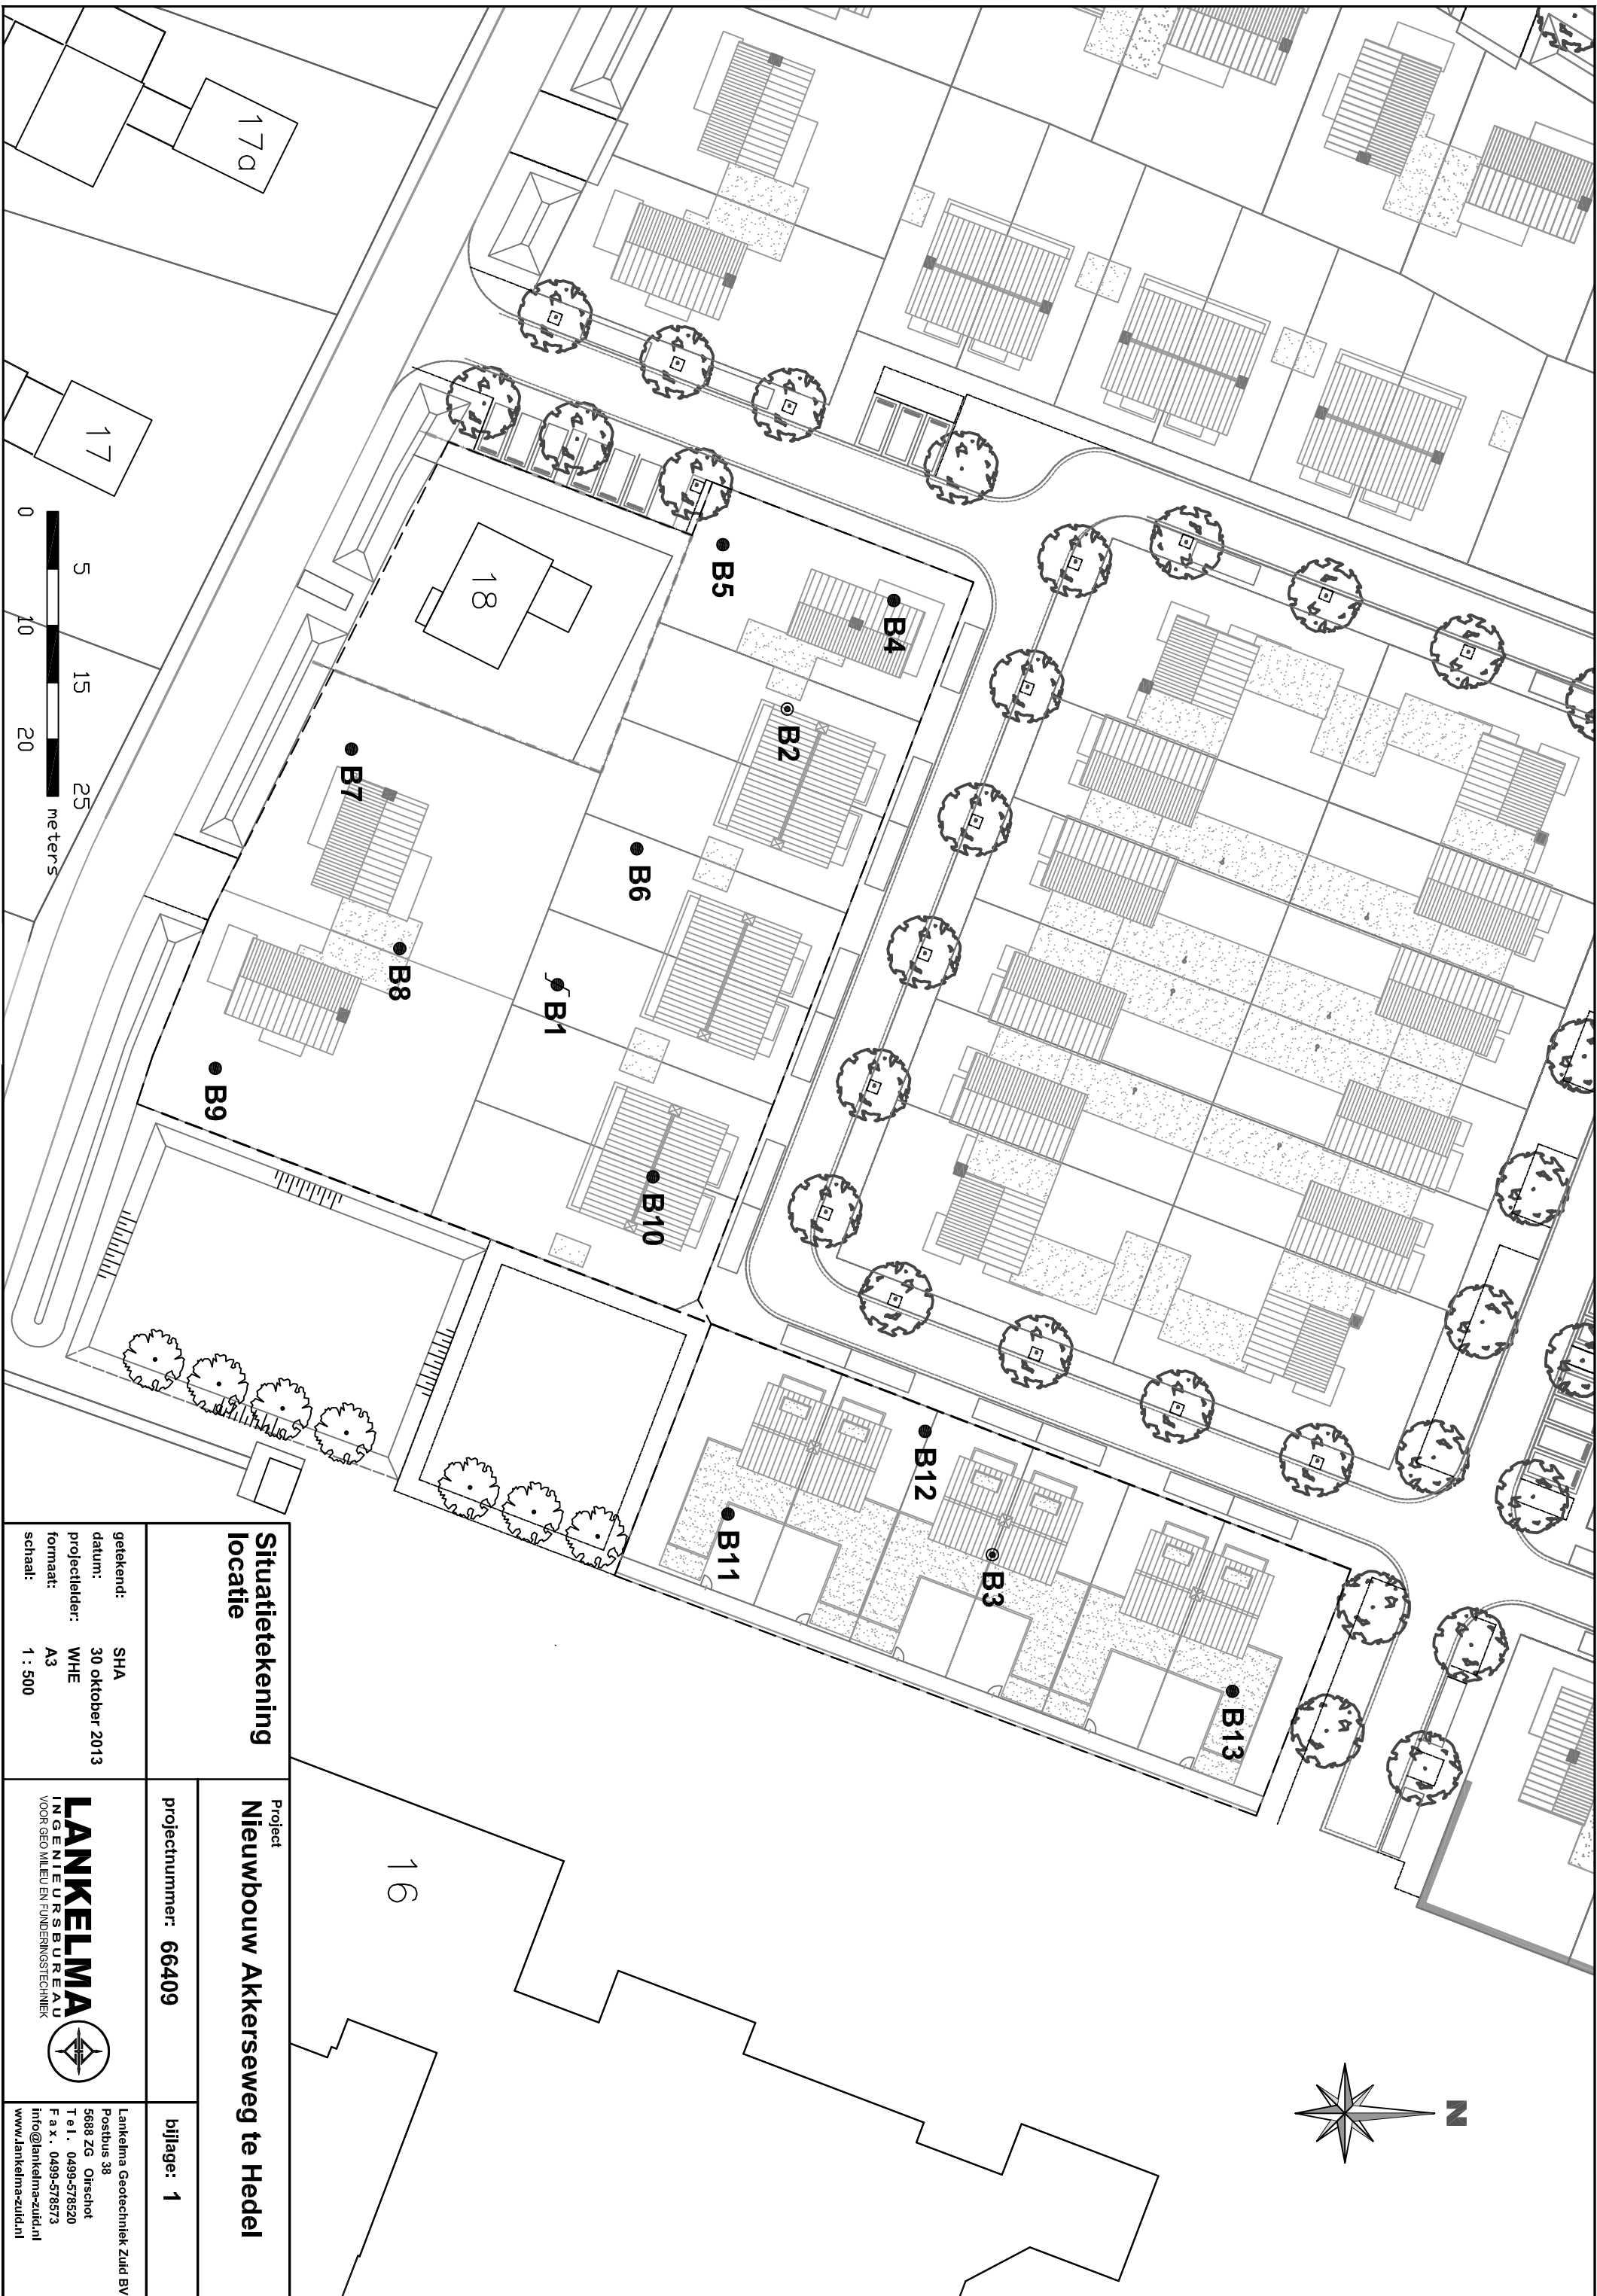 17a
17
18
16
B5
B4
B2
B7
B6
B8
B1
B9
B10
B12
B11
B3
B13
0 5 10 15 20 25 meters
N
Situatietekening
locatie
getekend: SHA
datum: 30 oktober 2013
projectleider: WHE
formaat: A3
schaal: 1 : 500
Project
Nieuwbouw Akkerseweg te Hedel
projectnummer: 66409
bijlage: 1
LANKELMA
INGENIEURSBUREAU
VOOR GEO MILIEU EN FUNDERINGSTECHNIEK
Lankelma Geotechniek Zuid BV
Postbus 38
5688 ZG Oirschot
Tel. 0499-578520
Fax. 0499-578573
info@lankelma-zuid.nl
www.lankelma-zuid.nl